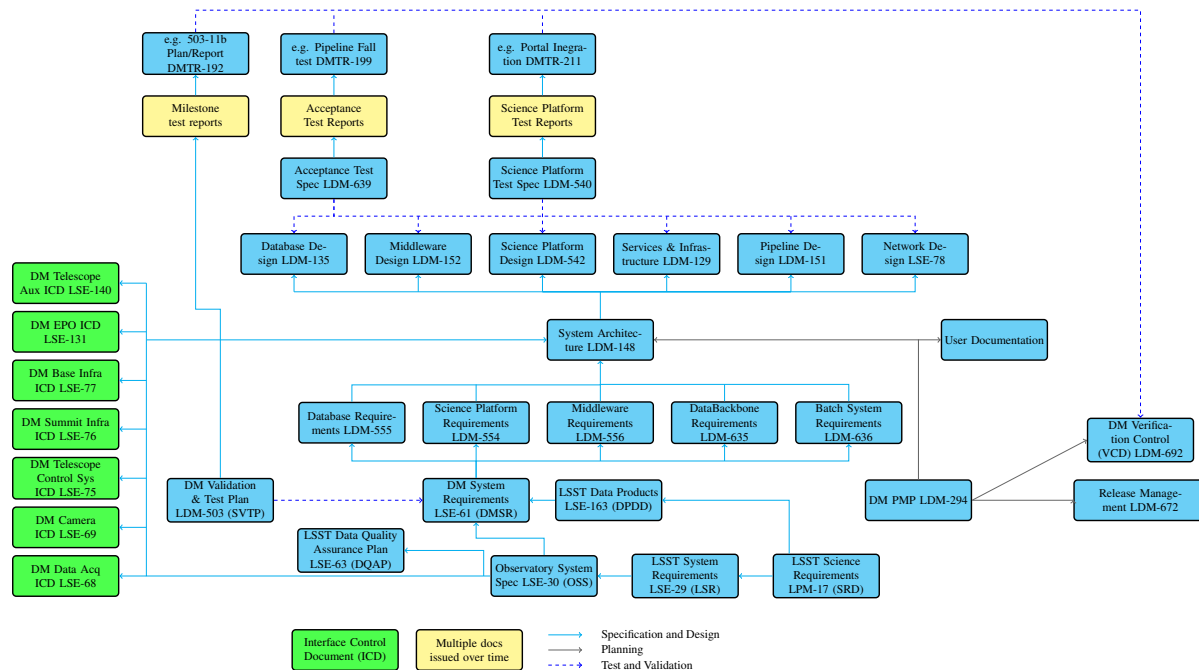 e.g. 503-11b
Plan/Report
DMTR-192
e.g. Pipeline Fall
test DMTR-199
e.g. Portal Inegration DMTR-211
Milestone
test reports
Acceptance
Test Reports
Science Platform
Test Reports
Acceptance Test
Spec LDM-639
Science Platform
Test Spec LDM-540
Database De-
sign LDM-135
Middleware
Design LDM-152
Science Platform
Design LDM-542
Services & Infras-
tructure LDM-129
Pipeline De-
sign LDM-151
Network De-
sign LSE-78
DM Telescope
Aux ICD LSE-140
DM EPO ICD
LSE-131
DM Base Infra
ICD LSE-77
DM Summit Infra
ICD LSE-76
DM Telescope
Control Sys
ICD LSE-75
DM Camera
ICD LSE-69
DM Data Acq
ICD LSE-68
System Architec-
ture LDM-148
User Documentation
Database Require-
ments LDM-555
Science Platform
Requirements
LDM-554
Middleware
Requirements
LDM-556
DataBackbone
Requirements
LDM-635
Batch System
Requirements
LDM-636
DM Verific-
ation Control
(VCD) LDM-692
DM Validation
& Test Plan
LDM-503 (SVTP)
DM System
Requirements
LSE-61 (DMSR)
LSST Data Products
LSE-163 (DPDD)
DM PMP LDM-294
Release Manage-
ment LDM-672
LSST Data Quality
Assurance Plan
LSE-63 (DQAP)
Observatory System
Spec LSE-30 (OSS)
LSST System
Requirements
LSE-29 (LSR)
LSST Science
Requirements
LPM-17 (SRD)
Interface Control
Document (ICD)
Multiple docs
issued over time
Specification and Design
Planning
Test and Validation